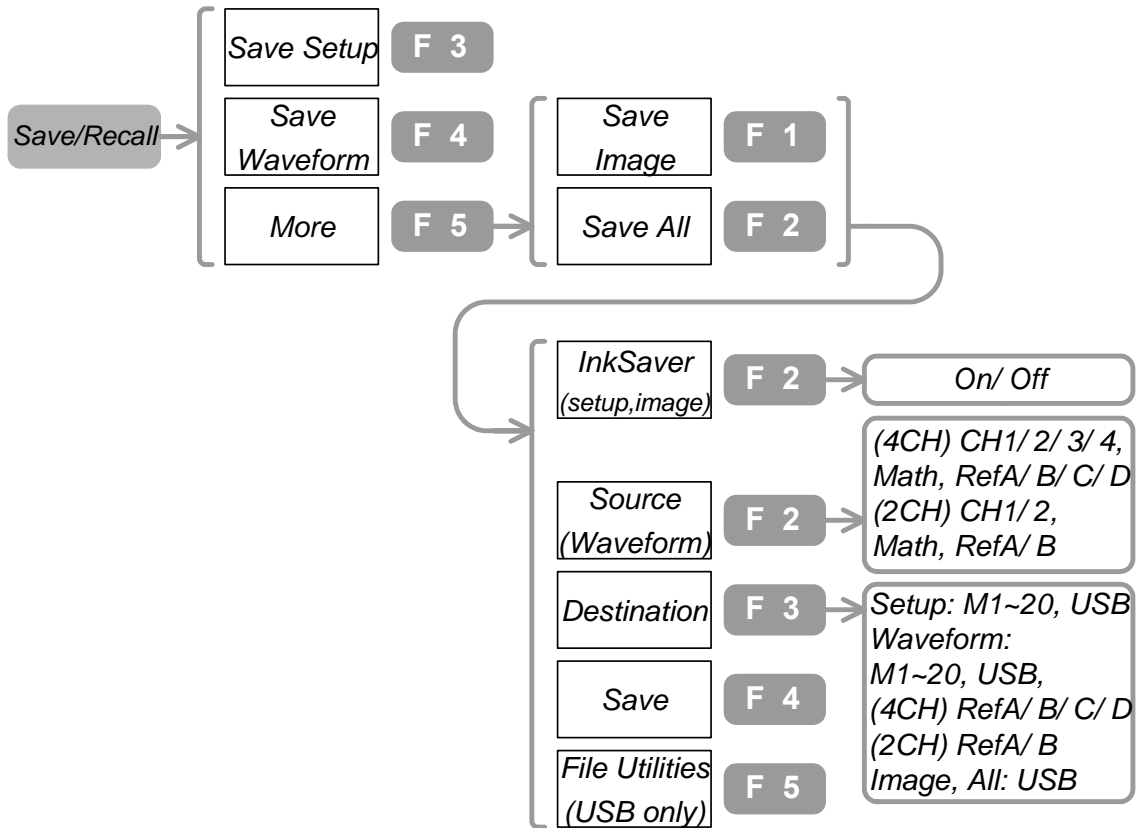 Save Setup F 3
Save/Recall
Save
Waveform
F 4
More F 5
Save
Image
F 1
Save All F 2
InkSaver
(setup,image)
F 2
On/ Off
Source
(Waveform)
F 2
(4CH) CH1/ 2/ 3/ 4,
Math, RefA/ B/ C/ D
(2CH) CH1/ 2,
Math, RefA/ B
Destination F 3
Setup: M1~20, USB
Waveform:
M1~20, USB,
(4CH) RefA/ B/ C/ D
(2CH) RefA/ B
Image, All: USB
Save F 4
File Utilities
(USB only)
F 5